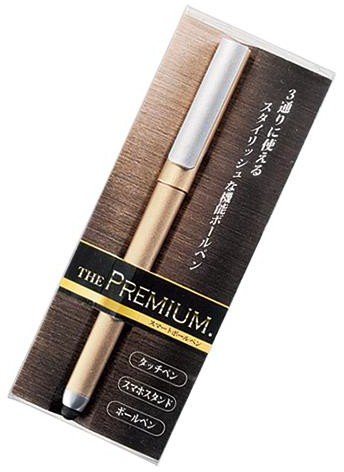 3通りに使える
スタイリッシュな機能ボールペン
THE PREMIUM.
スマートボールペン
タッチペン
スマホスタンド
ボールペン